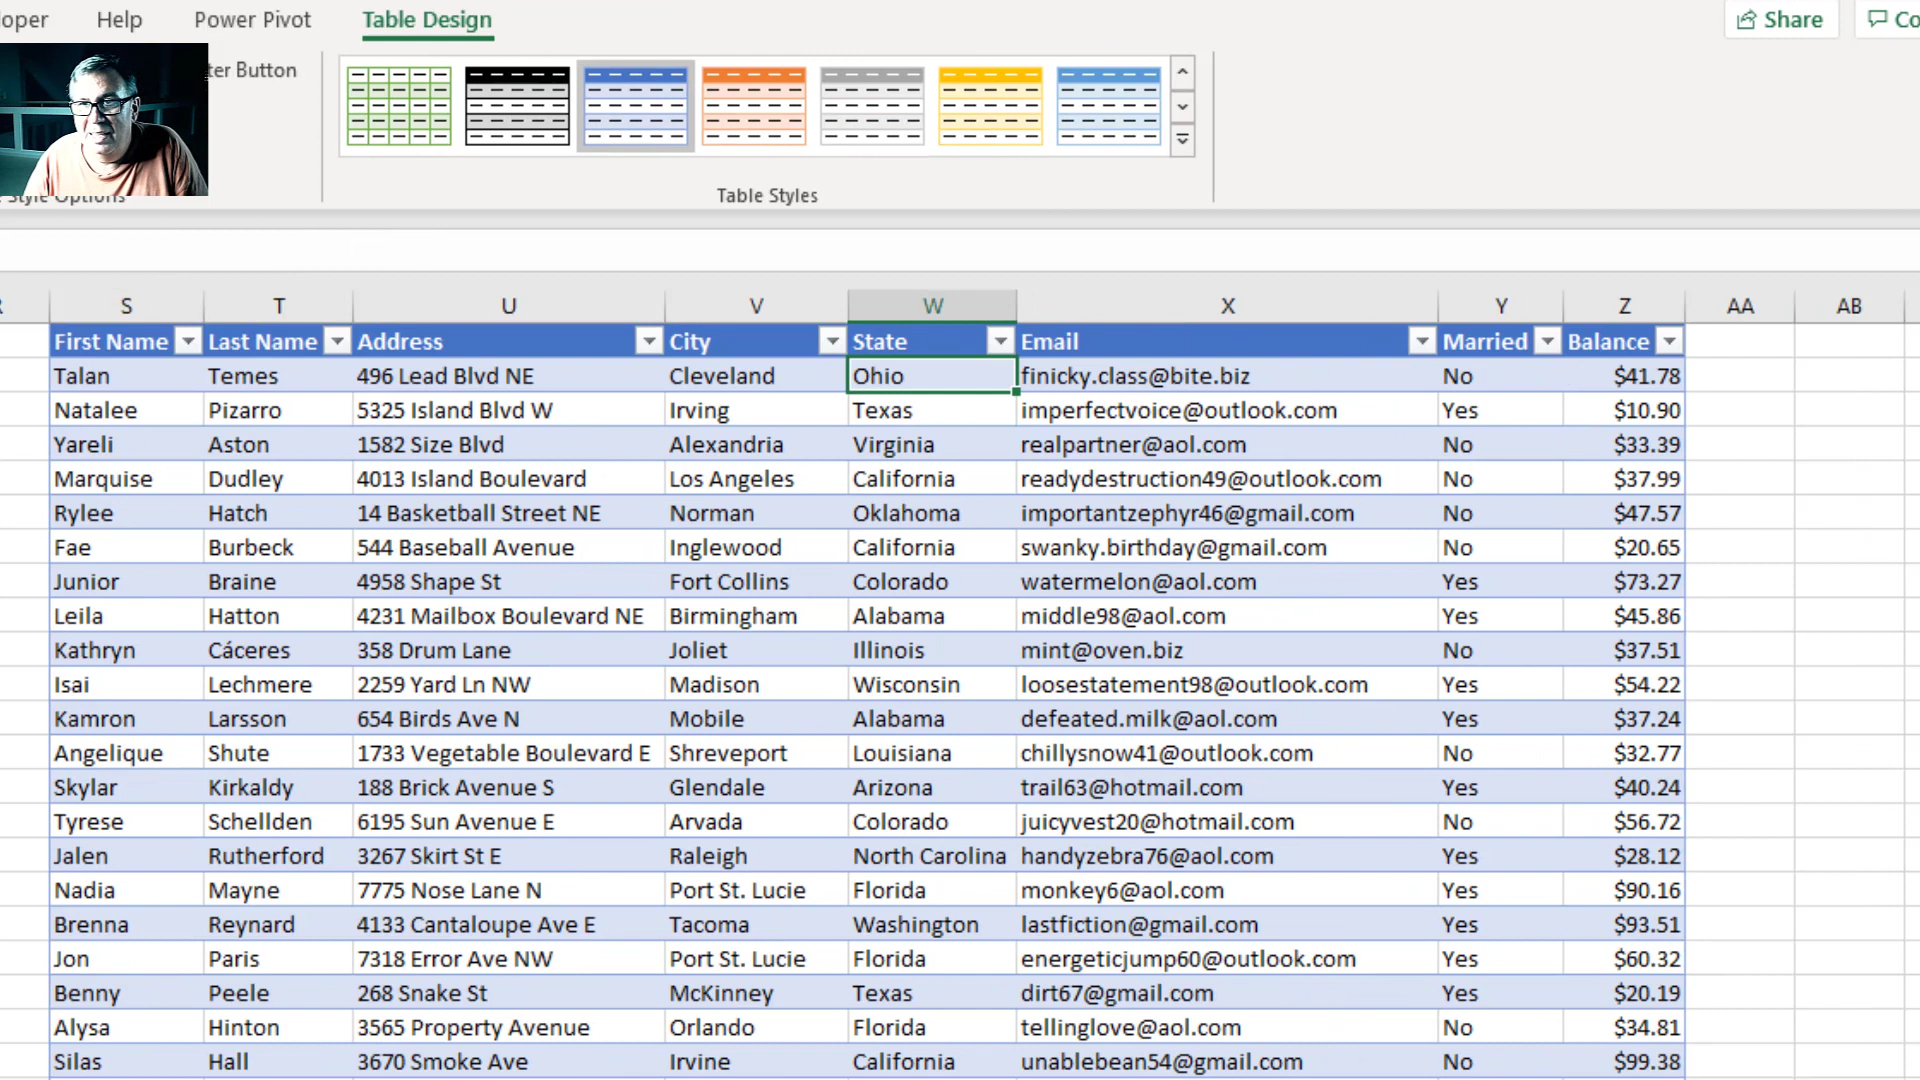 oper Help Power Pivot Table Design Share Co
ter Button
Style Options Table Styles
S T U V W X Y Z AA AB
First Name Last Name Address City State Email Married Balance
Talan Temes 496 Lead Blvd NE Cleveland Ohio finicky.class@bite.biz No $41.78
Natalee Pizarro 5325 Island Blvd W Irving Texas imperfectvoice@outlook.com Yes $10.90
Yareli Aston 1582 Size Blvd Alexandria Virginia realpartner@aol.com No $33.39
Marquise Dudley 4013 Island Boulevard Los Angeles California readydestruction49@outlook.com No $37.99
Rylee Hatch 14 Basketball Street NE Norman Oklahoma importantzephyr46@gmail.com No $47.57
Fae Burbeck 544 Baseball Avenue Inglewood California swanky.birthday@gmail.com No $20.65
Junior Braine 4958 Shape St Fort Collins Colorado watermelon@aol.com Yes $73.27
Leila Hatton 4231 Mailbox Boulevard NE Birmingham Alabama middle98@aol.com Yes $45.86
Kathryn Cáceres 358 Drum Lane Joliet Illinois mint@oven.biz No $37.51
Isai Lechmere 2259 Yard Ln NW Madison Wisconsin loosestatement98@outlook.com Yes $54.22
Kamron Larsson 654 Birds Ave N Mobile Alabama defeated.milk@aol.com Yes $37.24
Angelique Shute 1733 Vegetable Boulevard E Shreveport Louisiana chillysnow41@outlook.com No $32.77
Skylar Kirkaldy 188 Brick Avenue S Glendale Arizona trail63@hotmail.com Yes $40.24
Tyrese Schellden 6195 Sun Avenue E Arvada Colorado juicyvest20@hotmail.com No $56.72
Jalen Rutherford 3267 Skirt St E Raleigh North Carolina handyzebra76@aol.com Yes $28.12
Nadia Mayne 7775 Nose Lane N Port St. Lucie Florida monkey6@aol.com Yes $90.16
Brenna Reynard 4133 Cantaloupe Ave E Tacoma Washington lastfiction@gmail.com Yes $93.51
Jon Paris 7318 Error Ave NW Port St. Lucie Florida energeticjump60@outlook.com Yes $60.32
Benny Peele 268 Snake St McKinney Texas dirt67@gmail.com Yes $20.19
Alysa Hinton 3565 Property Avenue Orlando Florida tellinglove@aol.com No $34.81
Silas Hall 3670 Smoke Ave Irvine California unablebean54@gmail.com No $99.38